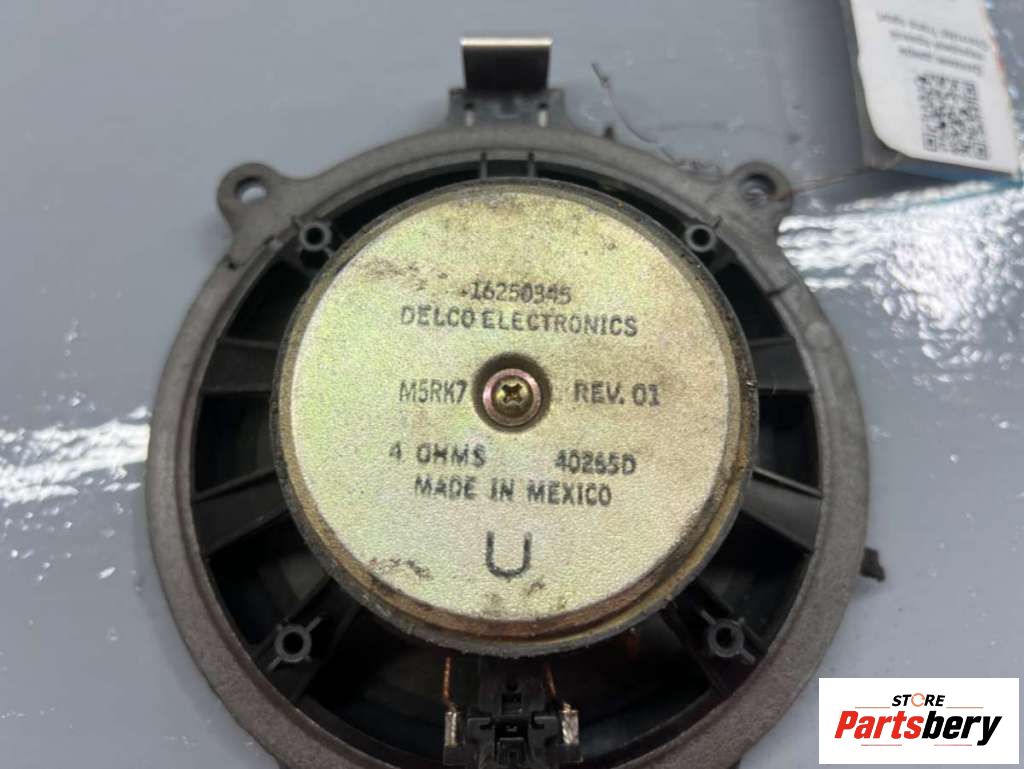 16250345
DELCO ELECTRONICS
M5RK7 REV. 01
4 OHMS 40265D
MADE IN MEXICO
U
STORE
Partsbery